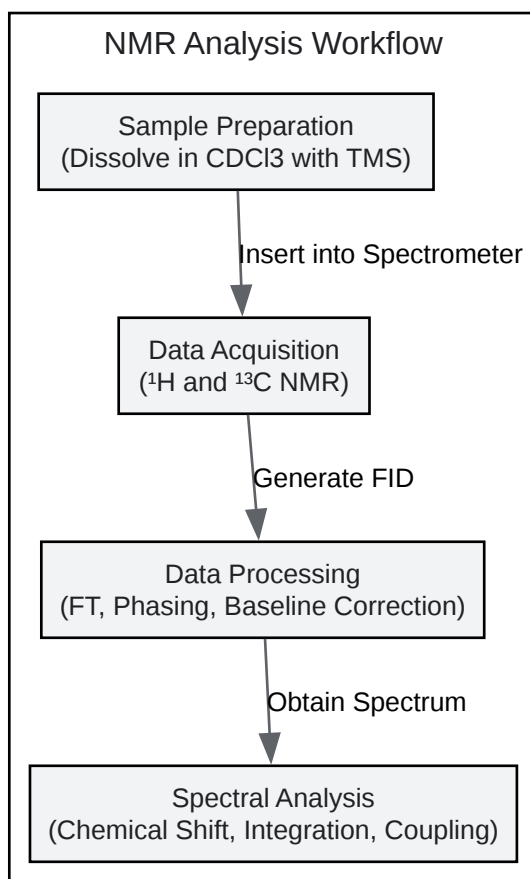 NMR Analysis Workflow
Sample Preparation
(Dissolve in CDCl3 with TMS)
Insert into Spectrometer
Data Acquisition
(¹H and ¹³C NMR)
Generate FID
Data Processing
(FT, Phasing, Baseline Correction)
Obtain Spectrum
Spectral Analysis
(Chemical Shift, Integration, Coupling)